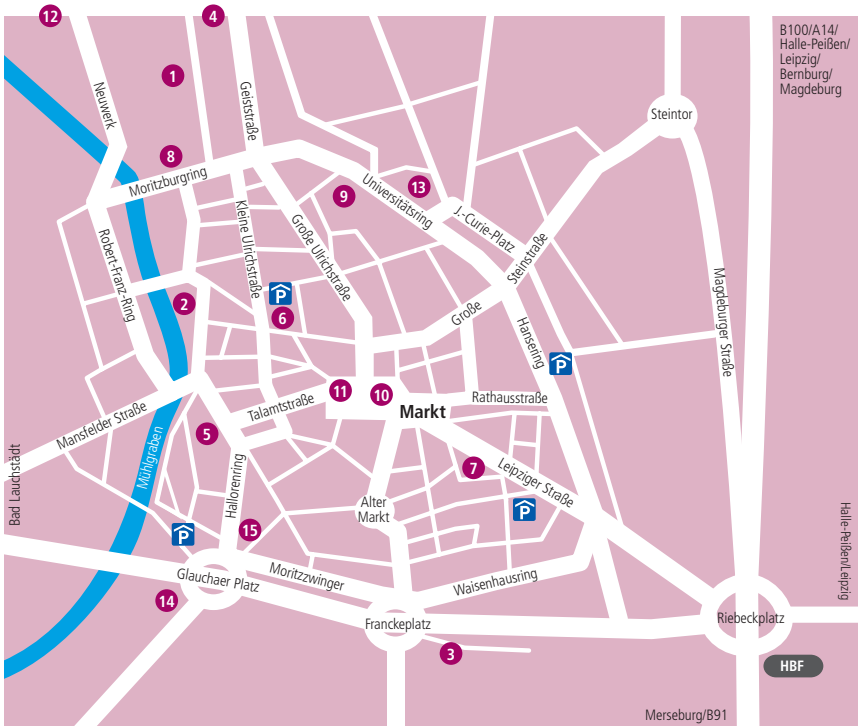 12
4
B100/A14/
Halle-Peißen/
Leipzig/
Bernburg/
Magdeburg
1
Neuwerk
Geiststraße
Steintor
8
Moritzburgring
9
13
Universitätsring
J.-Curie-Platz
Kleine Ulrichstraße
Große Ulrichstraße
Robert-Franz-Ring
Große
Steinstraße
Magdeburger Straße
2
P
6
Hansering
P
11
10
Markt
Rathausstraße
Talamtstraße
Mansfelder Straße
5
Bad Lauchstädt
Mühlgraben
7
Leipziger Straße
Hallorenring
Alter
Markt
P
P
15
Halle-Peißen/Leipzig
Glauchaer Platz
Moritzzwinger
Waisenhausring
14
Franckeplatz
Riebeckplatz
3
HBF
Merseburg/B91